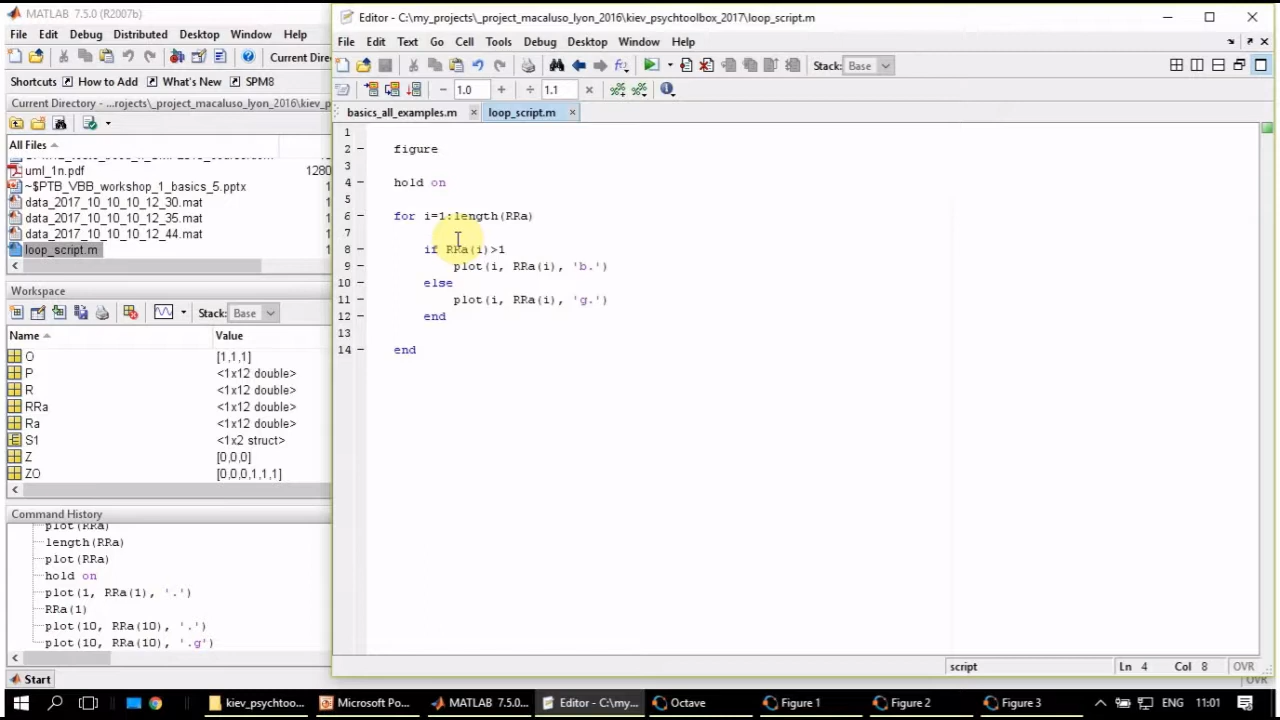 MATLAB 7.5.0 (R2007b)
File Edit Debug Distributed Desktop Window Help
Current Dire
Shortcuts How to Add What's New SPM8
Current Directory - ...rojects\_project_macaluso_lyon_2016\kiev_p
All Files
uml_1n.pdf 1280
~$PTB_VBB_workshop_1_basics_5.pptx
data_2017_10_10_10_12_30.mat
data_2017_10_10_10_12_35.mat
data_2017_10_10_10_12_44.mat
loop_script.m
Workspace
Stack: Base
Name Value
O [1,1,1]
P <1x12 double>
R <1x12 double>
RRa <1x12 double>
Ra <1x12 double>
S1 <1x2 struct>
Z [0,0,0]
ZO [0,0,0,1,1,1]
Command History
plot(RRa)
length(RRa)
plot(RRa)
hold on
plot(1, RRa(1), '.')
RRa(1)
plot(10, RRa(10), '.')
plot(10, RRa(10), '.g')
Start
Editor - C:\my_projects\_project_macaluso_lyon_2016\kiev_psychtoolbox_2017\loop_script.m
File Edit Text Go Cell Tools Debug Desktop Window Help
Stack: Base
1.0 1.1
basics_all_examples.m loop_script.m
1
2 figure
3
4 hold on
5
6 for i=1:length(RRa)
7
8 if RRa(i)>1
9 plot(i, RRa(i), 'b.')
10 else
11 plot(i, RRa(i), 'g.')
12 end
13
14 end
script Ln 4 Col 8 OVR
OVR
kiev_psychtoo... Microsoft Po... MATLAB 7.5.0... Editor - C:\my... Octave Figure 1 Figure 2 Figure 3 ENG 11:01